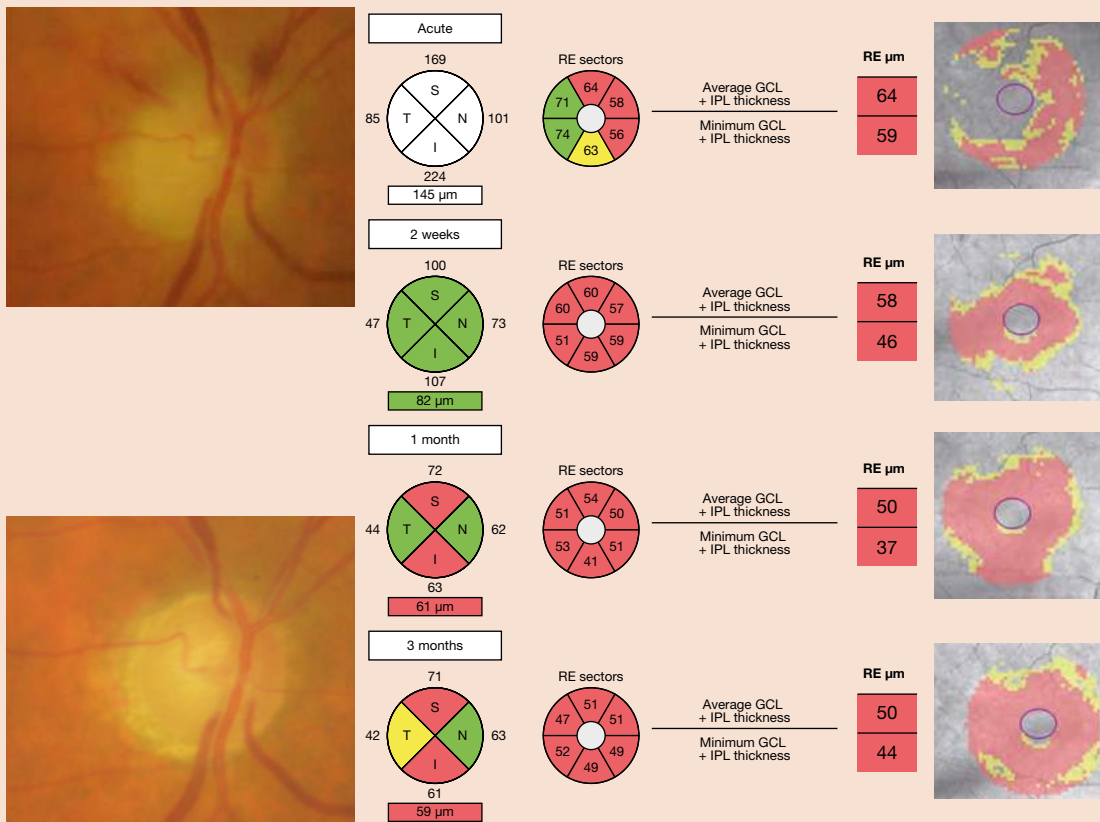 Acute
169
S
85 T N 101
I
224
145 µm
RE sectors
64
71 58
74 56
63
Average GCL
+ IPL thickness
Minimum GCL
+ IPL thickness
RE µm
64
59
2 weeks
100
S
47 T N 73
I
107
82 µm
RE sectors
60
60 57
51 59
59
Average GCL
+ IPL thickness
Minimum GCL
+ IPL thickness
RE µm
58
46
1 month
72
S
44 T N 62
I
63
61 µm
RE sectors
54
51 50
53 51
41
Average GCL
+ IPL thickness
Minimum GCL
+ IPL thickness
RE µm
50
37
3 months
71
S
42 T N 63
I
61
59 µm
RE sectors
51
47 51
52 49
49
Average GCL
+ IPL thickness
Minimum GCL
+ IPL thickness
RE µm
50
44